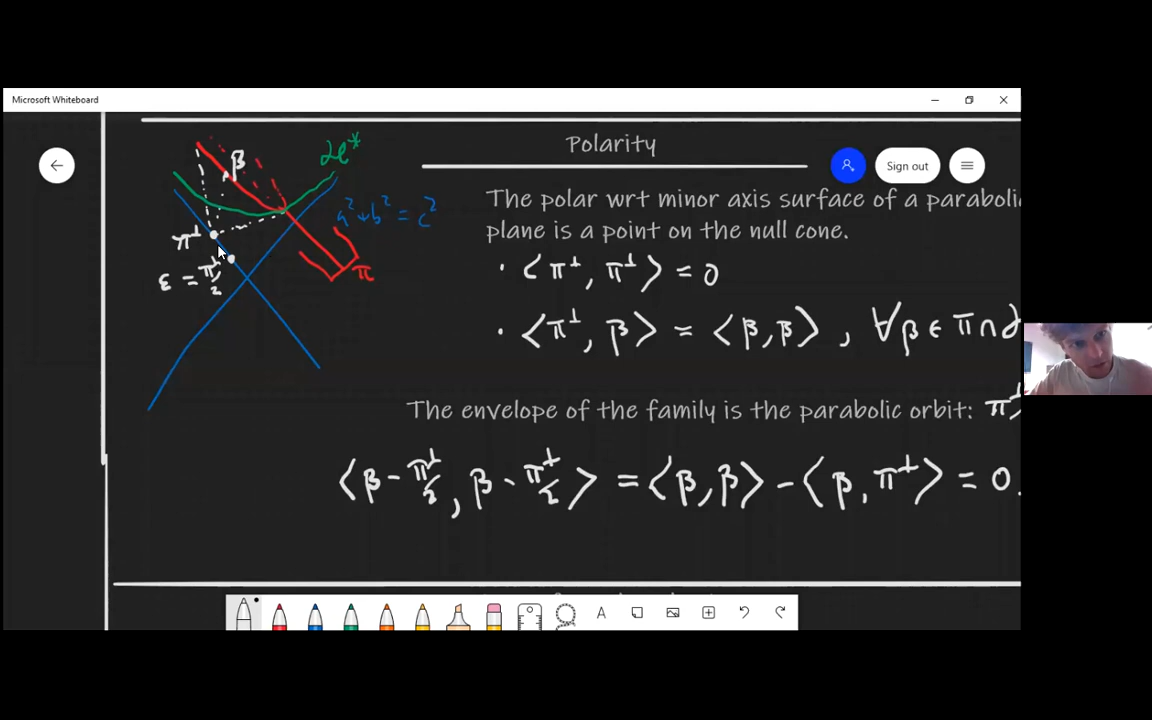 Microsoft Whiteboard
Sign out
Polarity
β
2e*
a² + b² = c²
π⊥
ε = π⊥/2
π
The polar wrt minor axis surface of a parabolic
plane is a point on the null cone.
· ⟨π⊥, π⊥⟩ = 0
· ⟨π⊥, β⟩ = ⟨β, β⟩, ∀β ∈ π ∩
The envelope of the family is the parabolic orbit: π⊥
⟨β - π⊥/2, β - π⊥/2⟩ = ⟨β, β⟩ - ⟨β, π⊥⟩ = 0.
A